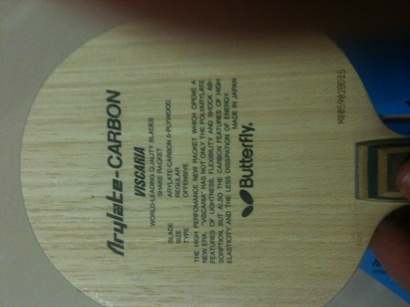 Arylate-CARBON
VISCARIA
WORLD-LEADING QUALITY BLADES
SHAKE RACKET
BLADE : ARYLATE-CARBON 5-PLYWOOD
SIZE : REGULAR
TYPE : OFFENSIVE
THE HIGH PERFOMANCE NEW RACKET WHICH OPENS A
NEW ERA. "VISCARIA" HAS NOT ONLY THE POLYARYLATE
FEATURES OF LIGHTNESS, FLEXIBILITY AND SHOCK AB-
SORPTION, BUT ALSO THE CARBON FEATURES OF HIGH
ELASTICITY AND THE LESS DISSIPATION OF ENERGY.
MADE IN JAPAN
Butterfly.